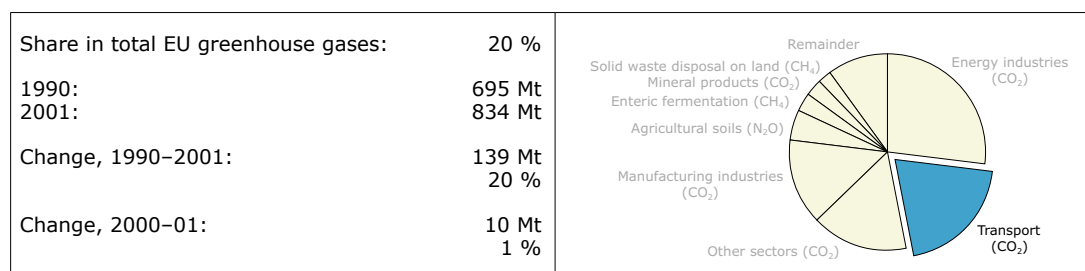 Share in total EU greenhouse gases: 20 %
1990: 695 Mt
2001: 834 Mt
Change, 1990–2001: 139 Mt
20 %
Change, 2000–01: 10 Mt
1 %
Remainder
Solid waste disposal on land (CH₄)
Mineral products (CO₂)
Enteric fermentation (CH₄)
Agricultural soils (N₂O)
Manufacturing industries
(CO₂)
Other sectors (CO₂)
Energy industries
(CO₂)
Transport
(CO₂)